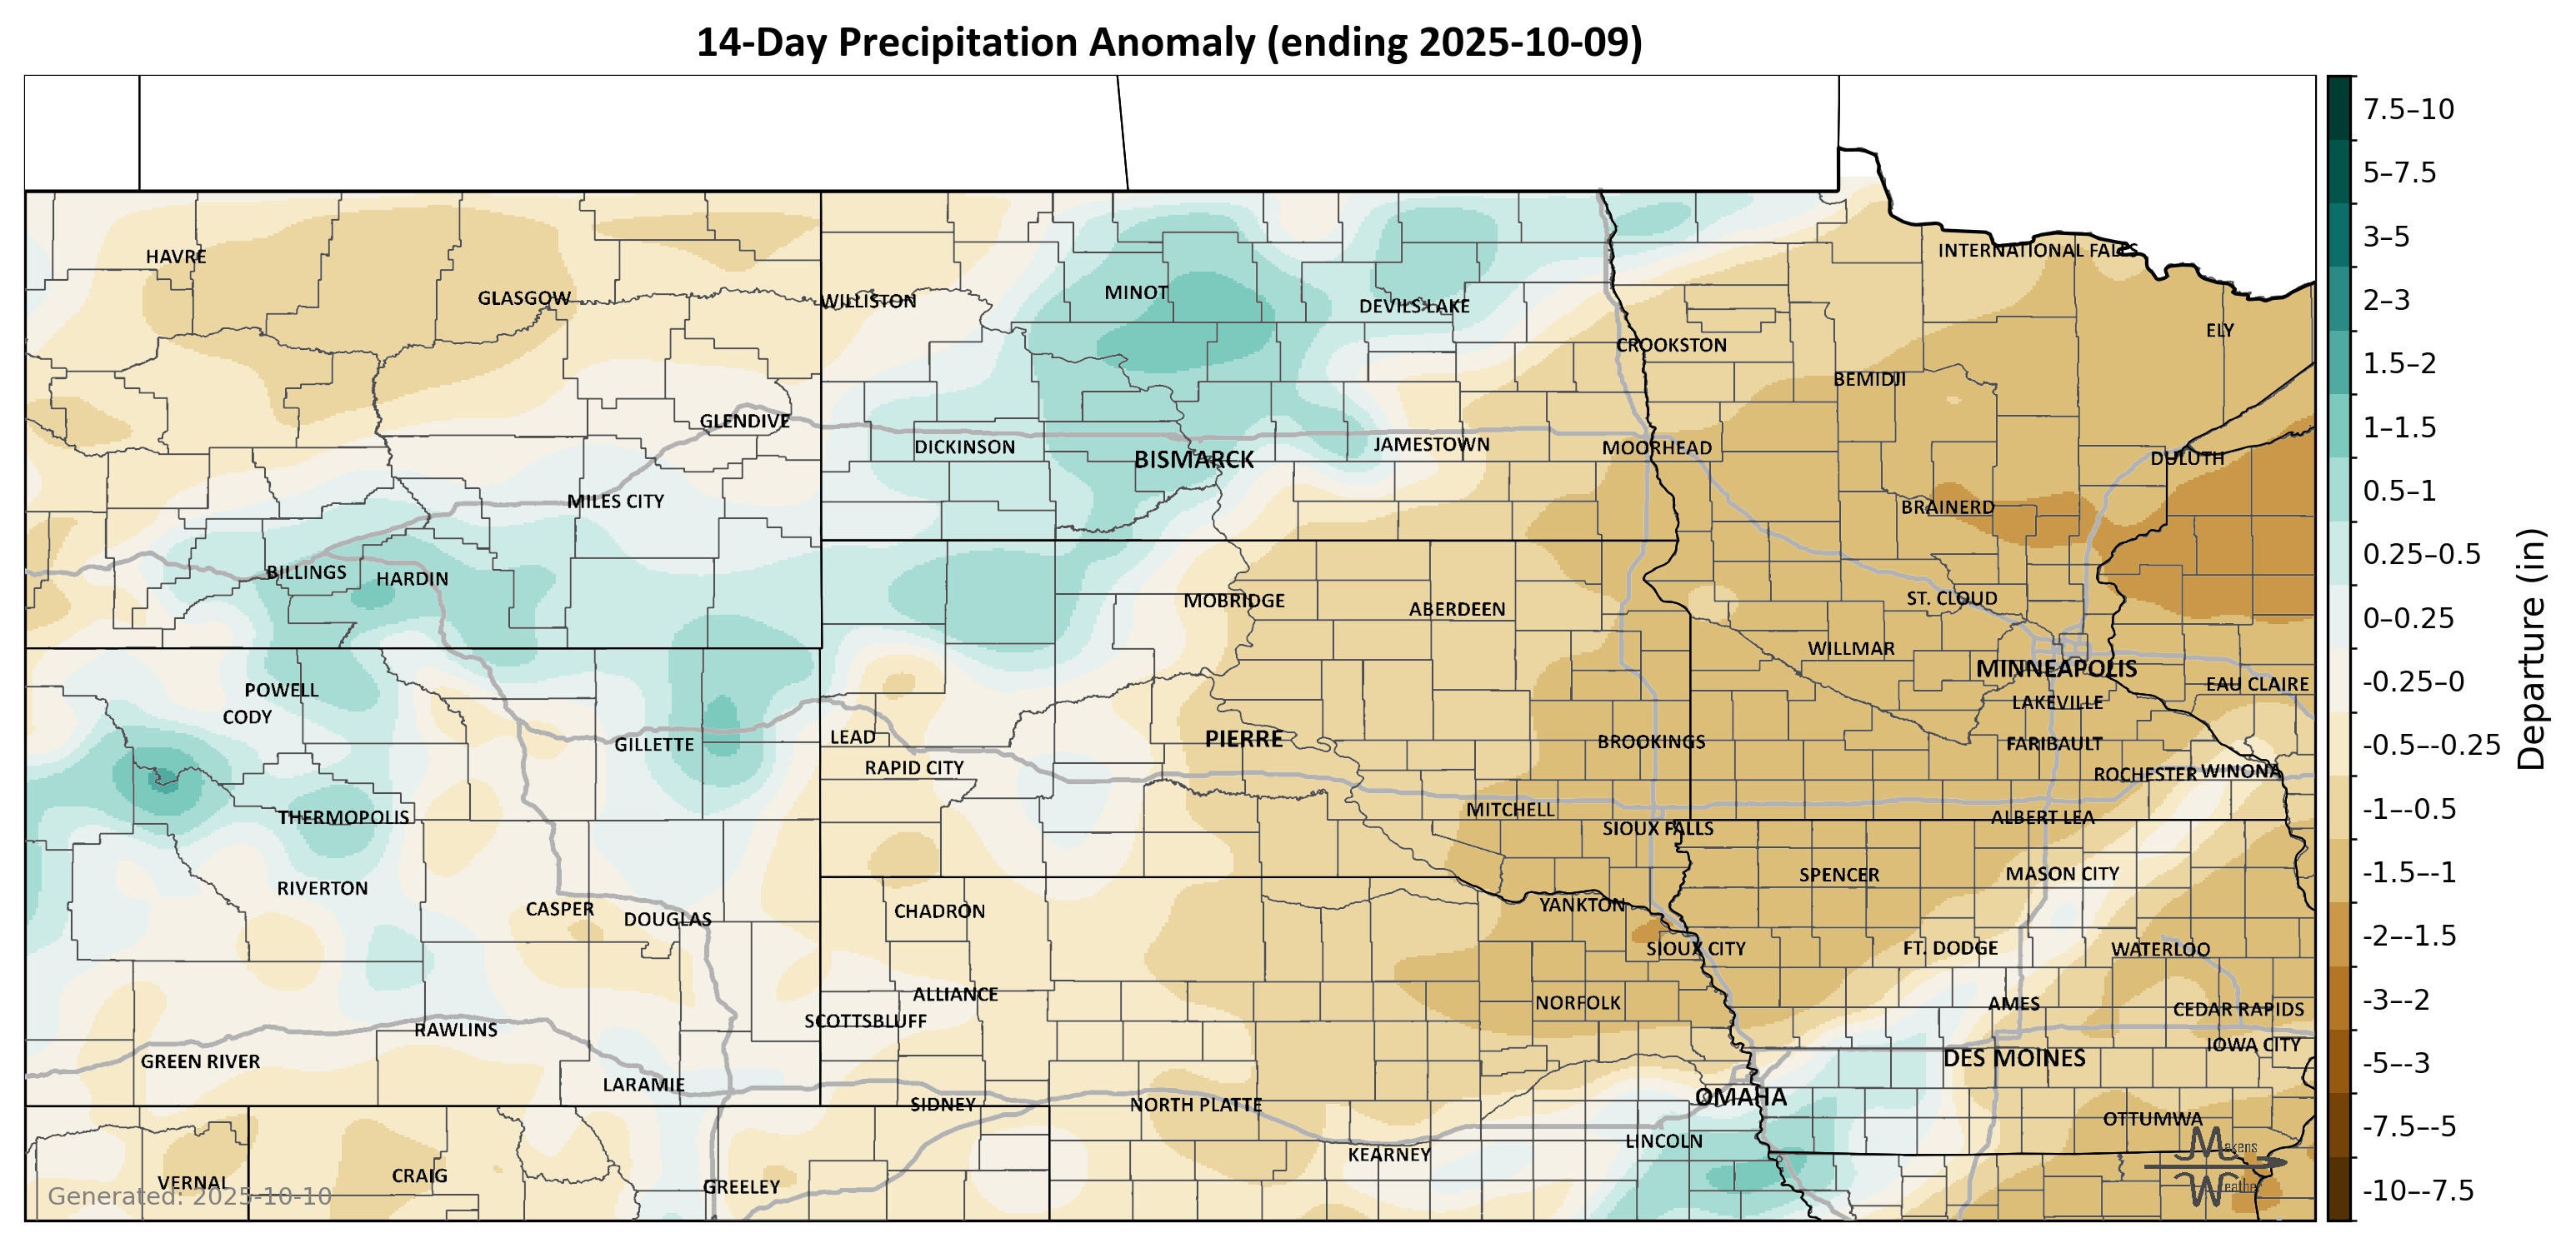 14-Day Precipitation Anomaly (ending 2025-10-09)
HAVRE
GLASGOW
WILLISTON
MINOT
DEVILS LAKE
INTERNATIONAL FALLS
ELY
CROOKSTON
BEMIDJI
GLENDIVE
DICKINSON
BISMARCK
JAMESTOWN
MOORHEAD
DULUTH
MILES CITY
BRAINERD
BILLINGS
HARDIN
MOBRIDGE
ABERDEEN
ST. CLOUD
WILLMAR
MINNEAPOLIS
EAU CLAIRE
POWELL
CODY
LAKEVILLE
GILLETTE
LEAD
PIERRE
BROOKINGS
FARIBAULT
RAPID CITY
ROCHESTER
WINONA
THERMOPOLIS
MITCHELL
ALBERT LEA
SIOUX FALLS
RIVERTON
SPENCER
MASON CITY
CASPER
DOUGLAS
CHADRON
YANKTON
SIOUX CITY
FT. DODGE
WATERLOO
ALLIANCE
NORFOLK
AMES
CEDAR RAPIDS
SCOTTSBLUFF
RAWLINS
GREEN RIVER
DES MOINES
IOWA CITY
LARAMIE
SIDNEY
NORTH PLATTE
OMAHA
OTTUMWA
LINCOLN
KEARNEY
VERNAL
CRAIG
GREELEY
Generated: 2025-10-10
Makens
Weather
7.5–10
5–7.5
3–5
2–3
1.5–2
1–1.5
0.5–1
0.25–0.5
0–0.25
-0.25–0
-0.5–-0.25
-1–-0.5
-1.5–-1
-2–-1.5
-3–-2
-5–-3
-7.5–-5
-10–-7.5
Departure (in)